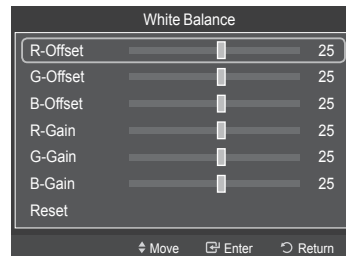 White Balance
R-Offset 25
G-Offset 25
B-Offset 25
R-Gain 25
G-Gain 25
B-Gain 25
Reset
Move Enter Return